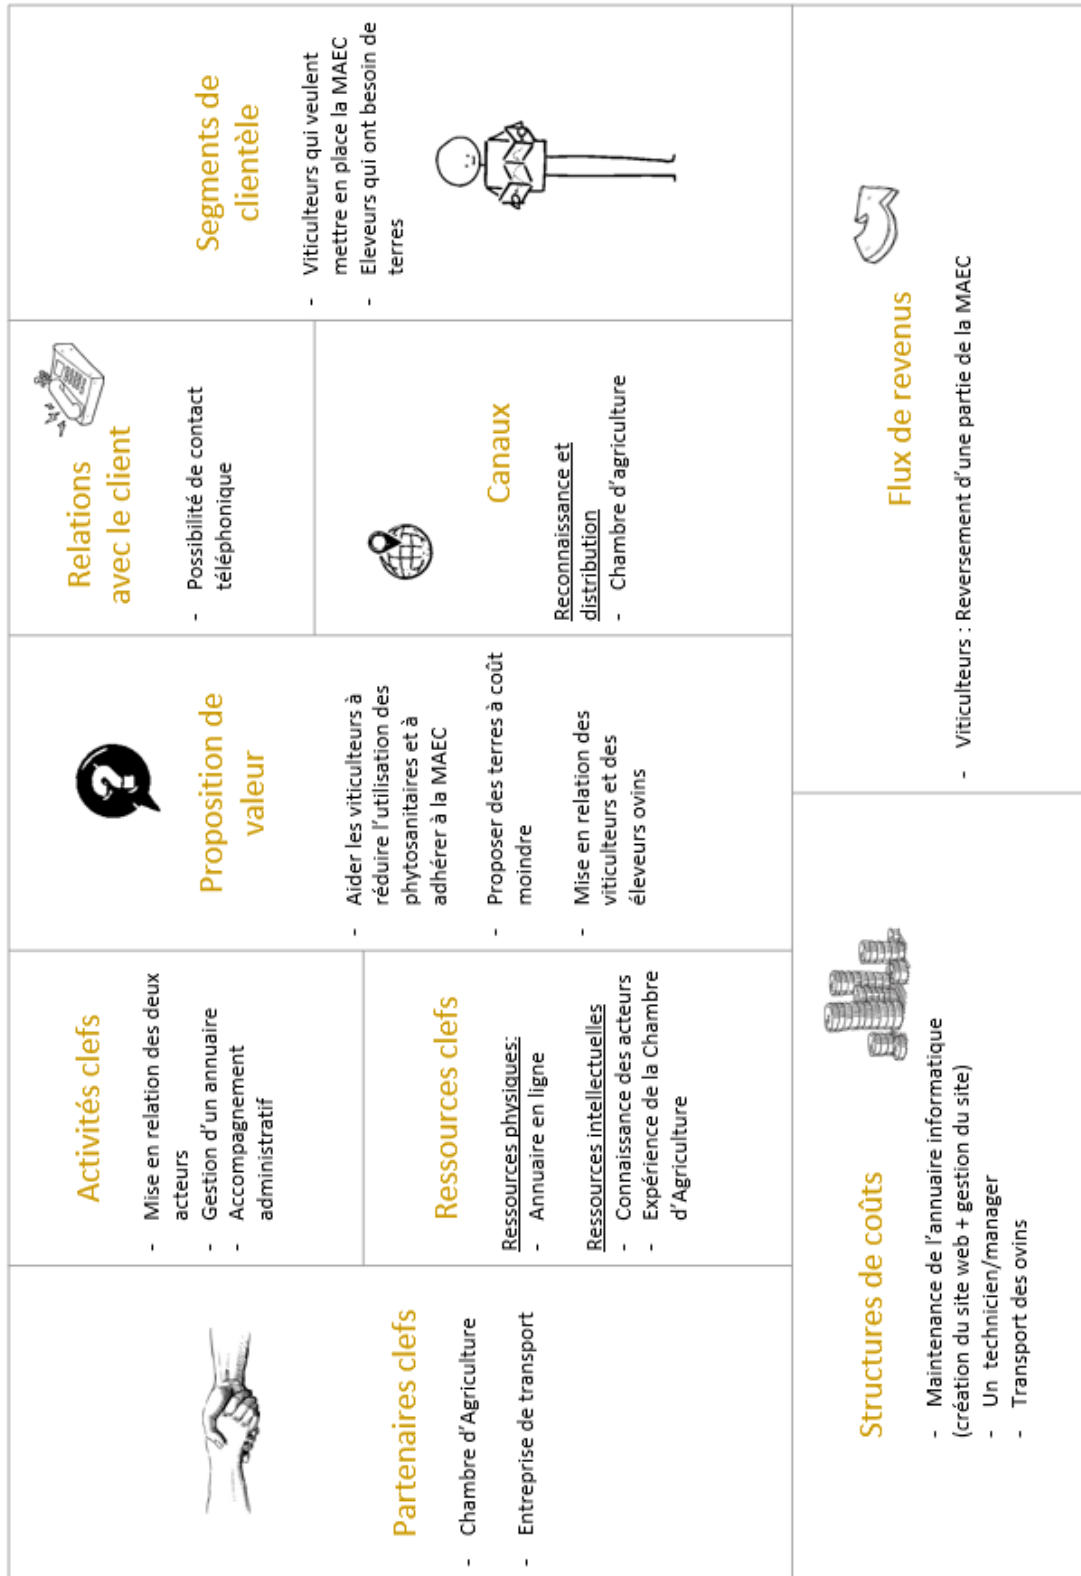 Partenaires clefs
- Chambre d'Agriculture
- Entreprise de transport
Activités clefs
- Mise en relation des deux
acteurs
- Gestion d'un annuaire
- Accompagnement
administratif
Ressources clefs
Ressources physiques:
- Annuaire en ligne
Ressources intellectuelles
- Connaissance des acteurs
- Expérience de la Chambre
d'Agriculture
Proposition de
valeur
- Aider les viticulteurs à
réduire l'utilisation des
phytosanitaires et à
adhérer à la MAEC
- Proposer des terres à coût
moindre
- Mise en relation des
viticulteurs et des
éleveurs ovins
Relations
avec le client
- Possibilité de contact
téléphonique
Canaux
Reconnaissance et
distribution
- Chambre d'agriculture
Segments de
clientèle
- Viticulteurs qui veulent
mettre en place la MAEC
- Eleveurs qui ont besoin de
terres
Structures de coûts
- Maintenance de l'annuaire informatique
(création du site web + gestion du site)
- Un technicien/manager
- Transport des ovins
Flux de revenus
- Viticulteurs : Reversement d'une partie de la MAEC